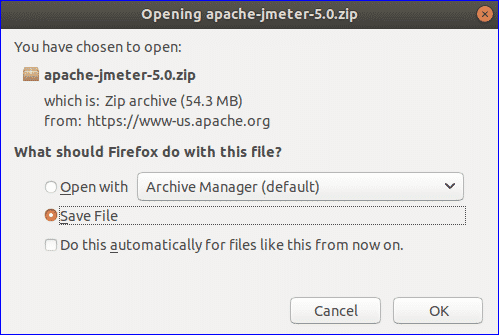 Opening apache-jmeter-5.0.zip
You have chosen to open:
apache-jmeter-5.0.zip
which is: Zip archive (54.3 MB)
from: https://www-us.apache.org
What should Firefox do with this file?
Open with Archive Manager (default)
Save File
Do this automatically for files like this from now on.
Cancel OK